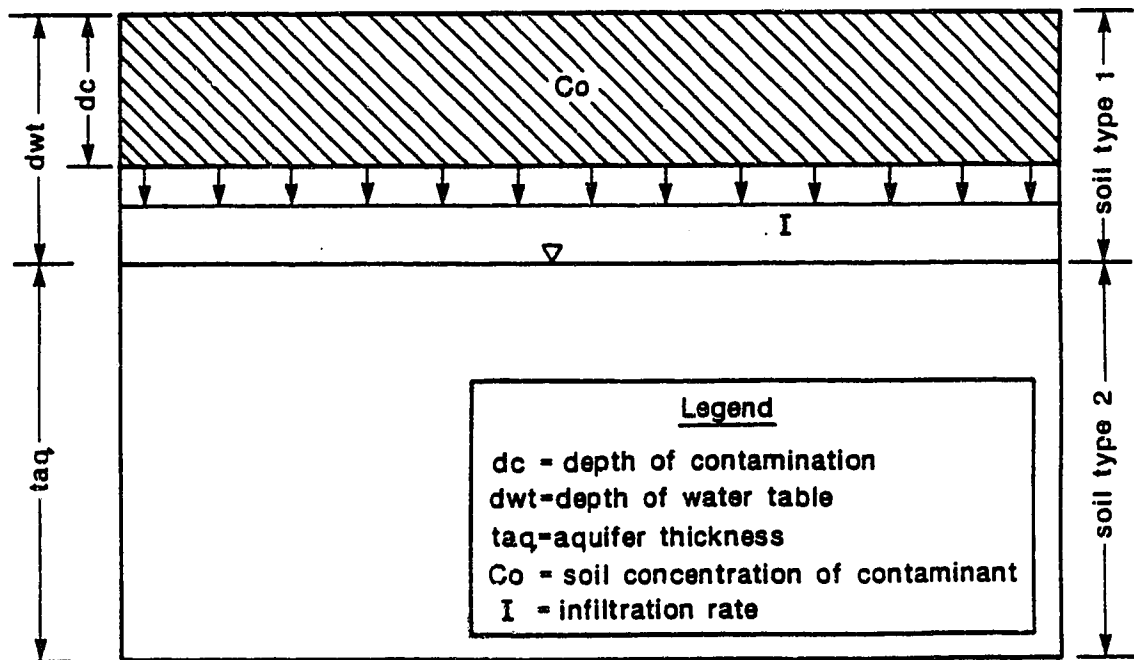 dwt
dc
Co
soil type 1
I
taq
soil type 2
Legend
dc = depth of contamination
dwt=depth of water table
taq=aquifer thickness
Co = soil concentration of contaminant
I = infiltration rate